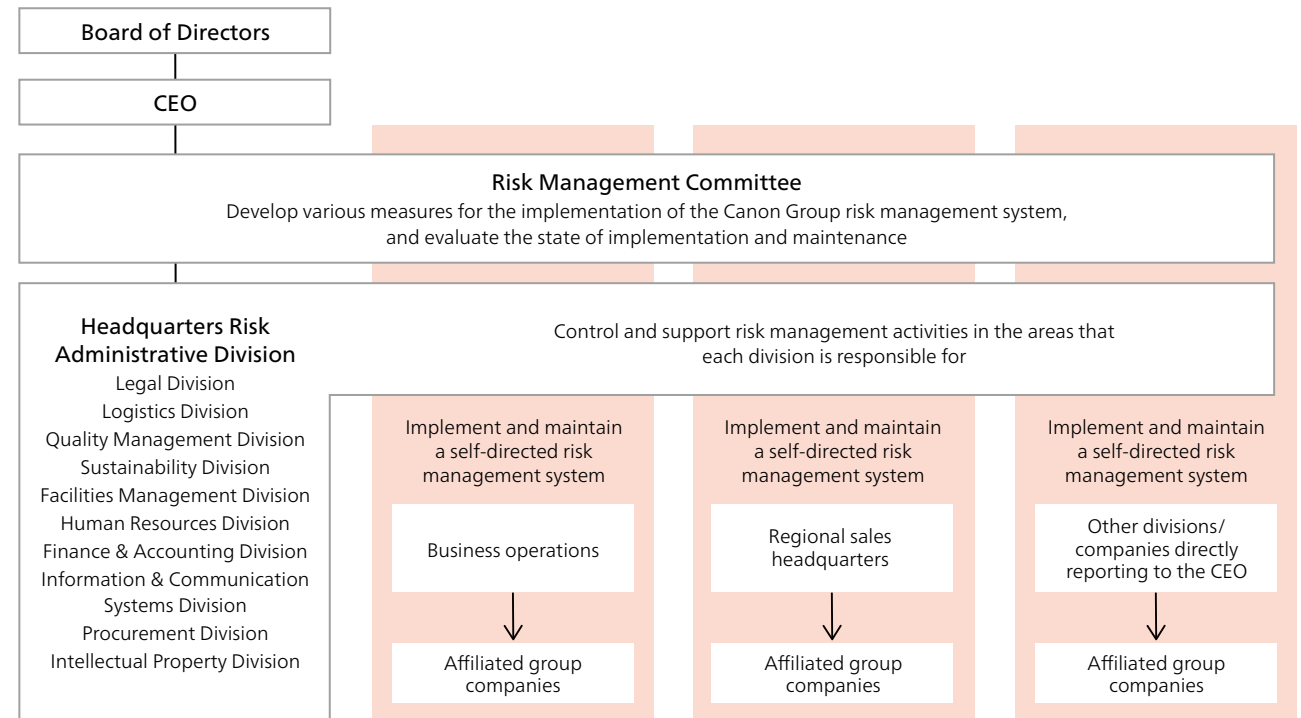 Board of Directors
CEO
Risk Management Committee
Develop various measures for the implementation of the Canon Group risk management system,
and evaluate the state of implementation and maintenance
Headquarters Risk
Administrative Division
Legal Division
Logistics Division
Quality Management Division
Sustainability Division
Facilities Management Division
Human Resources Division
Finance & Accounting Division
Information & Communication
Systems Division
Procurement Division
Intellectual Property Division
Control and support risk management activities in the areas that
each division is responsible for
Implement and maintain
a self-directed risk
management system
Business operations
Affiliated group
companies
Implement and maintain
a self-directed risk
management system
Regional sales
headquarters
Affiliated group
companies
Implement and maintain
a self-directed risk
management system
Other divisions/
companies directly
reporting to the CEO
Affiliated group
companies